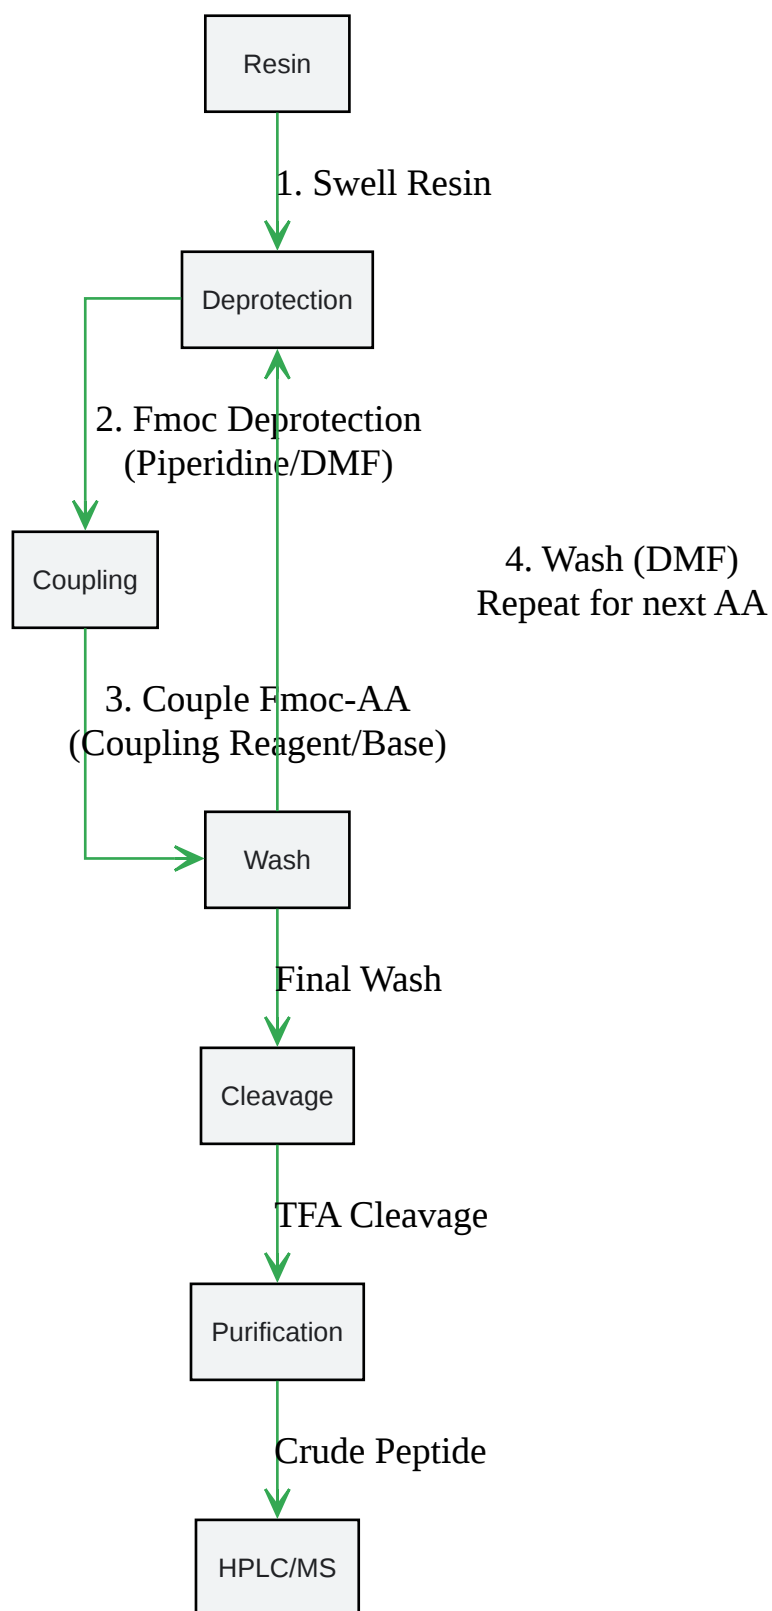 Resin
1. Swell Resin
Deprotection
2. Fmoc Deprotection
(Piperidine/DMF)
Coupling
4. Wash (DMF)
Repeat for next AA
3. Couple Fmoc-AA
(Coupling Reagent/Base)
Wash
Final Wash
Cleavage
TFA Cleavage
Purification
Crude Peptide
HPLC/MS